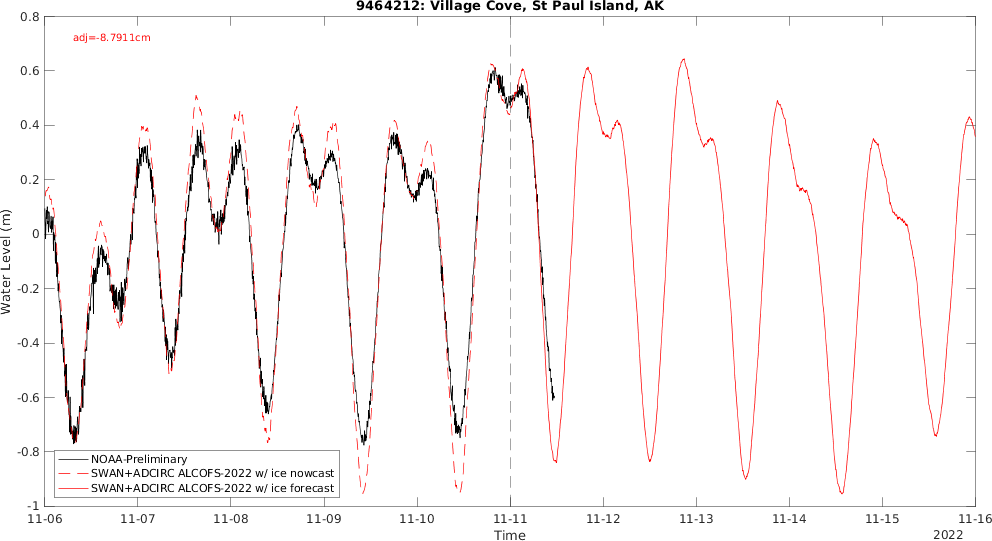 9464212: Village Cove, St Paul Island, AK
adj=-8.7911cm
Water Level (m)
0.8
0.6
0.4
0.2
0
-0.2
-0.4
-0.6
-0.8
-1
NOAA-Preliminary
SWAN+ADCIRC ALCOFS-2022 w/ ice nowcast
SWAN+ADCIRC ALCOFS-2022 w/ ice forecast
11-06 11-07 11-08 11-09 11-10 11-11 11-12 11-13 11-14 11-15 11-16
Time
2022